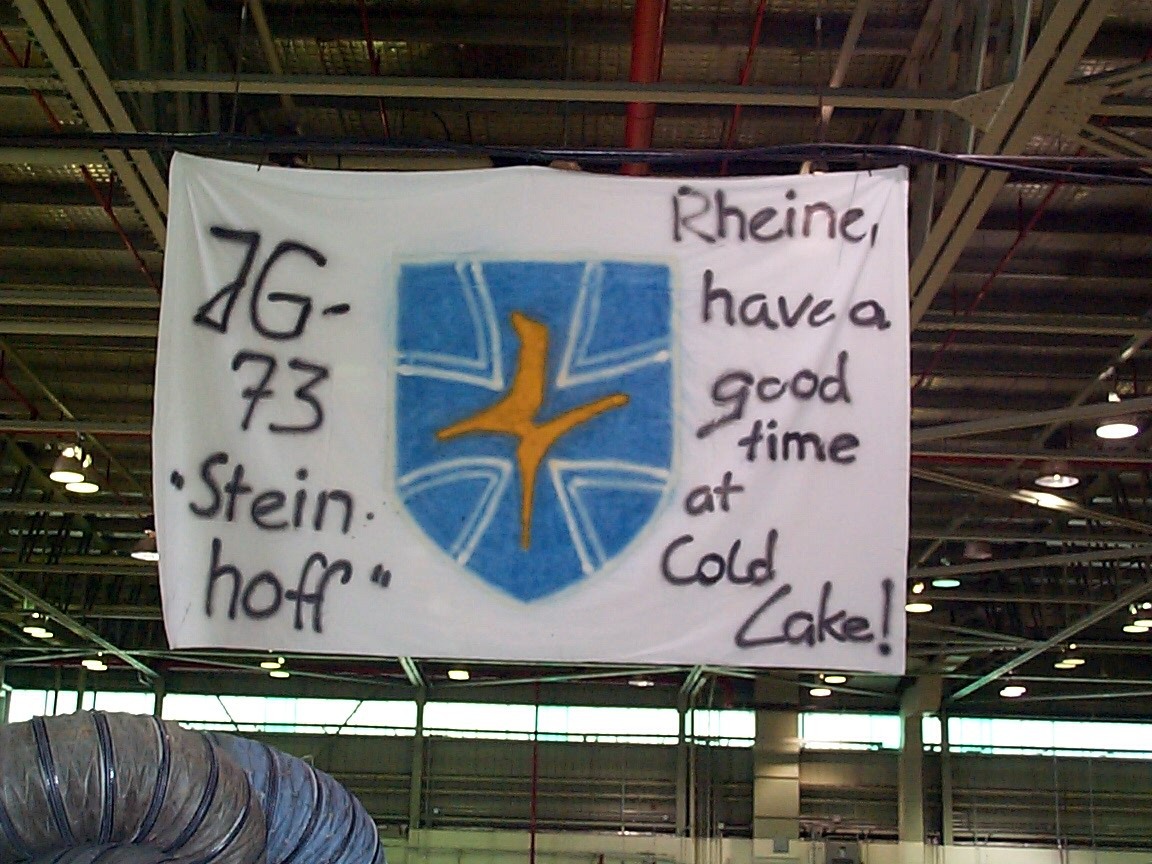 JG-
73
"Stein-
hoff"
Rheine,
have a
good
time
at
Cold
Lake!